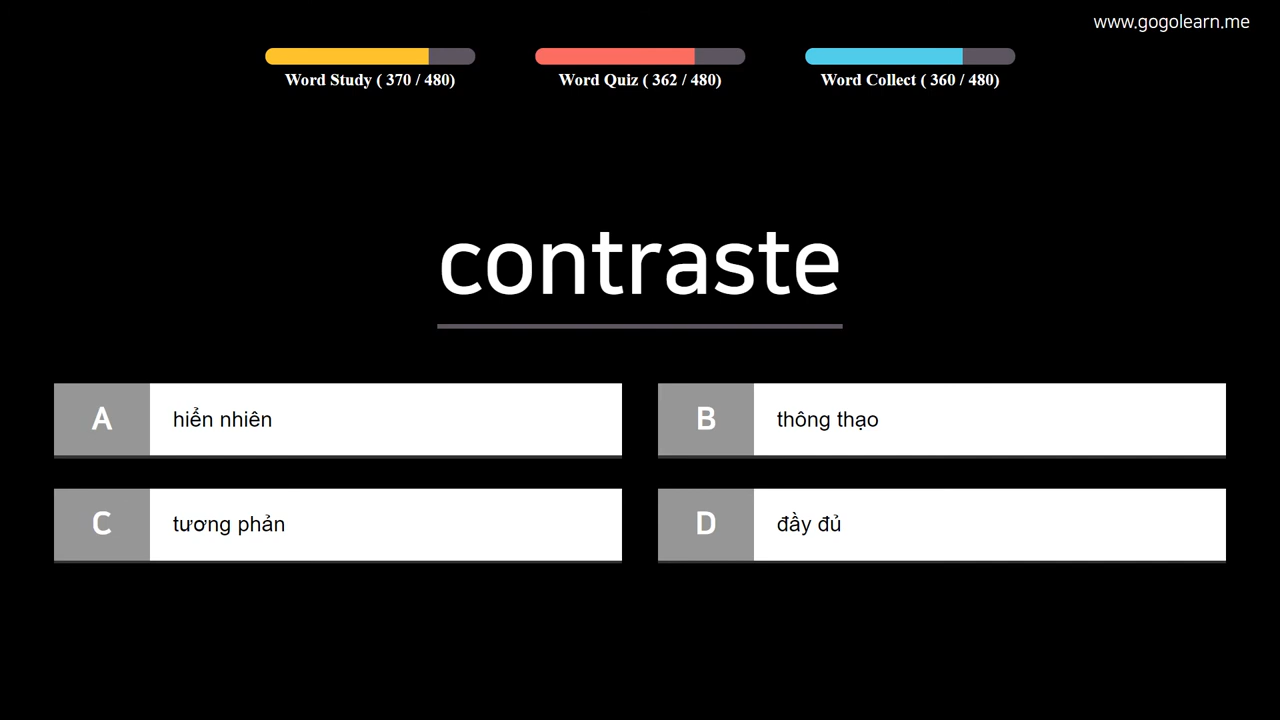 www.gogolearn.me
Word Study ( 370 / 480)
Word Quiz ( 362 / 480)
Word Collect ( 360 / 480)
contraste
A hiển nhiên
B thông thạo
C tương phản
D đầy đủ